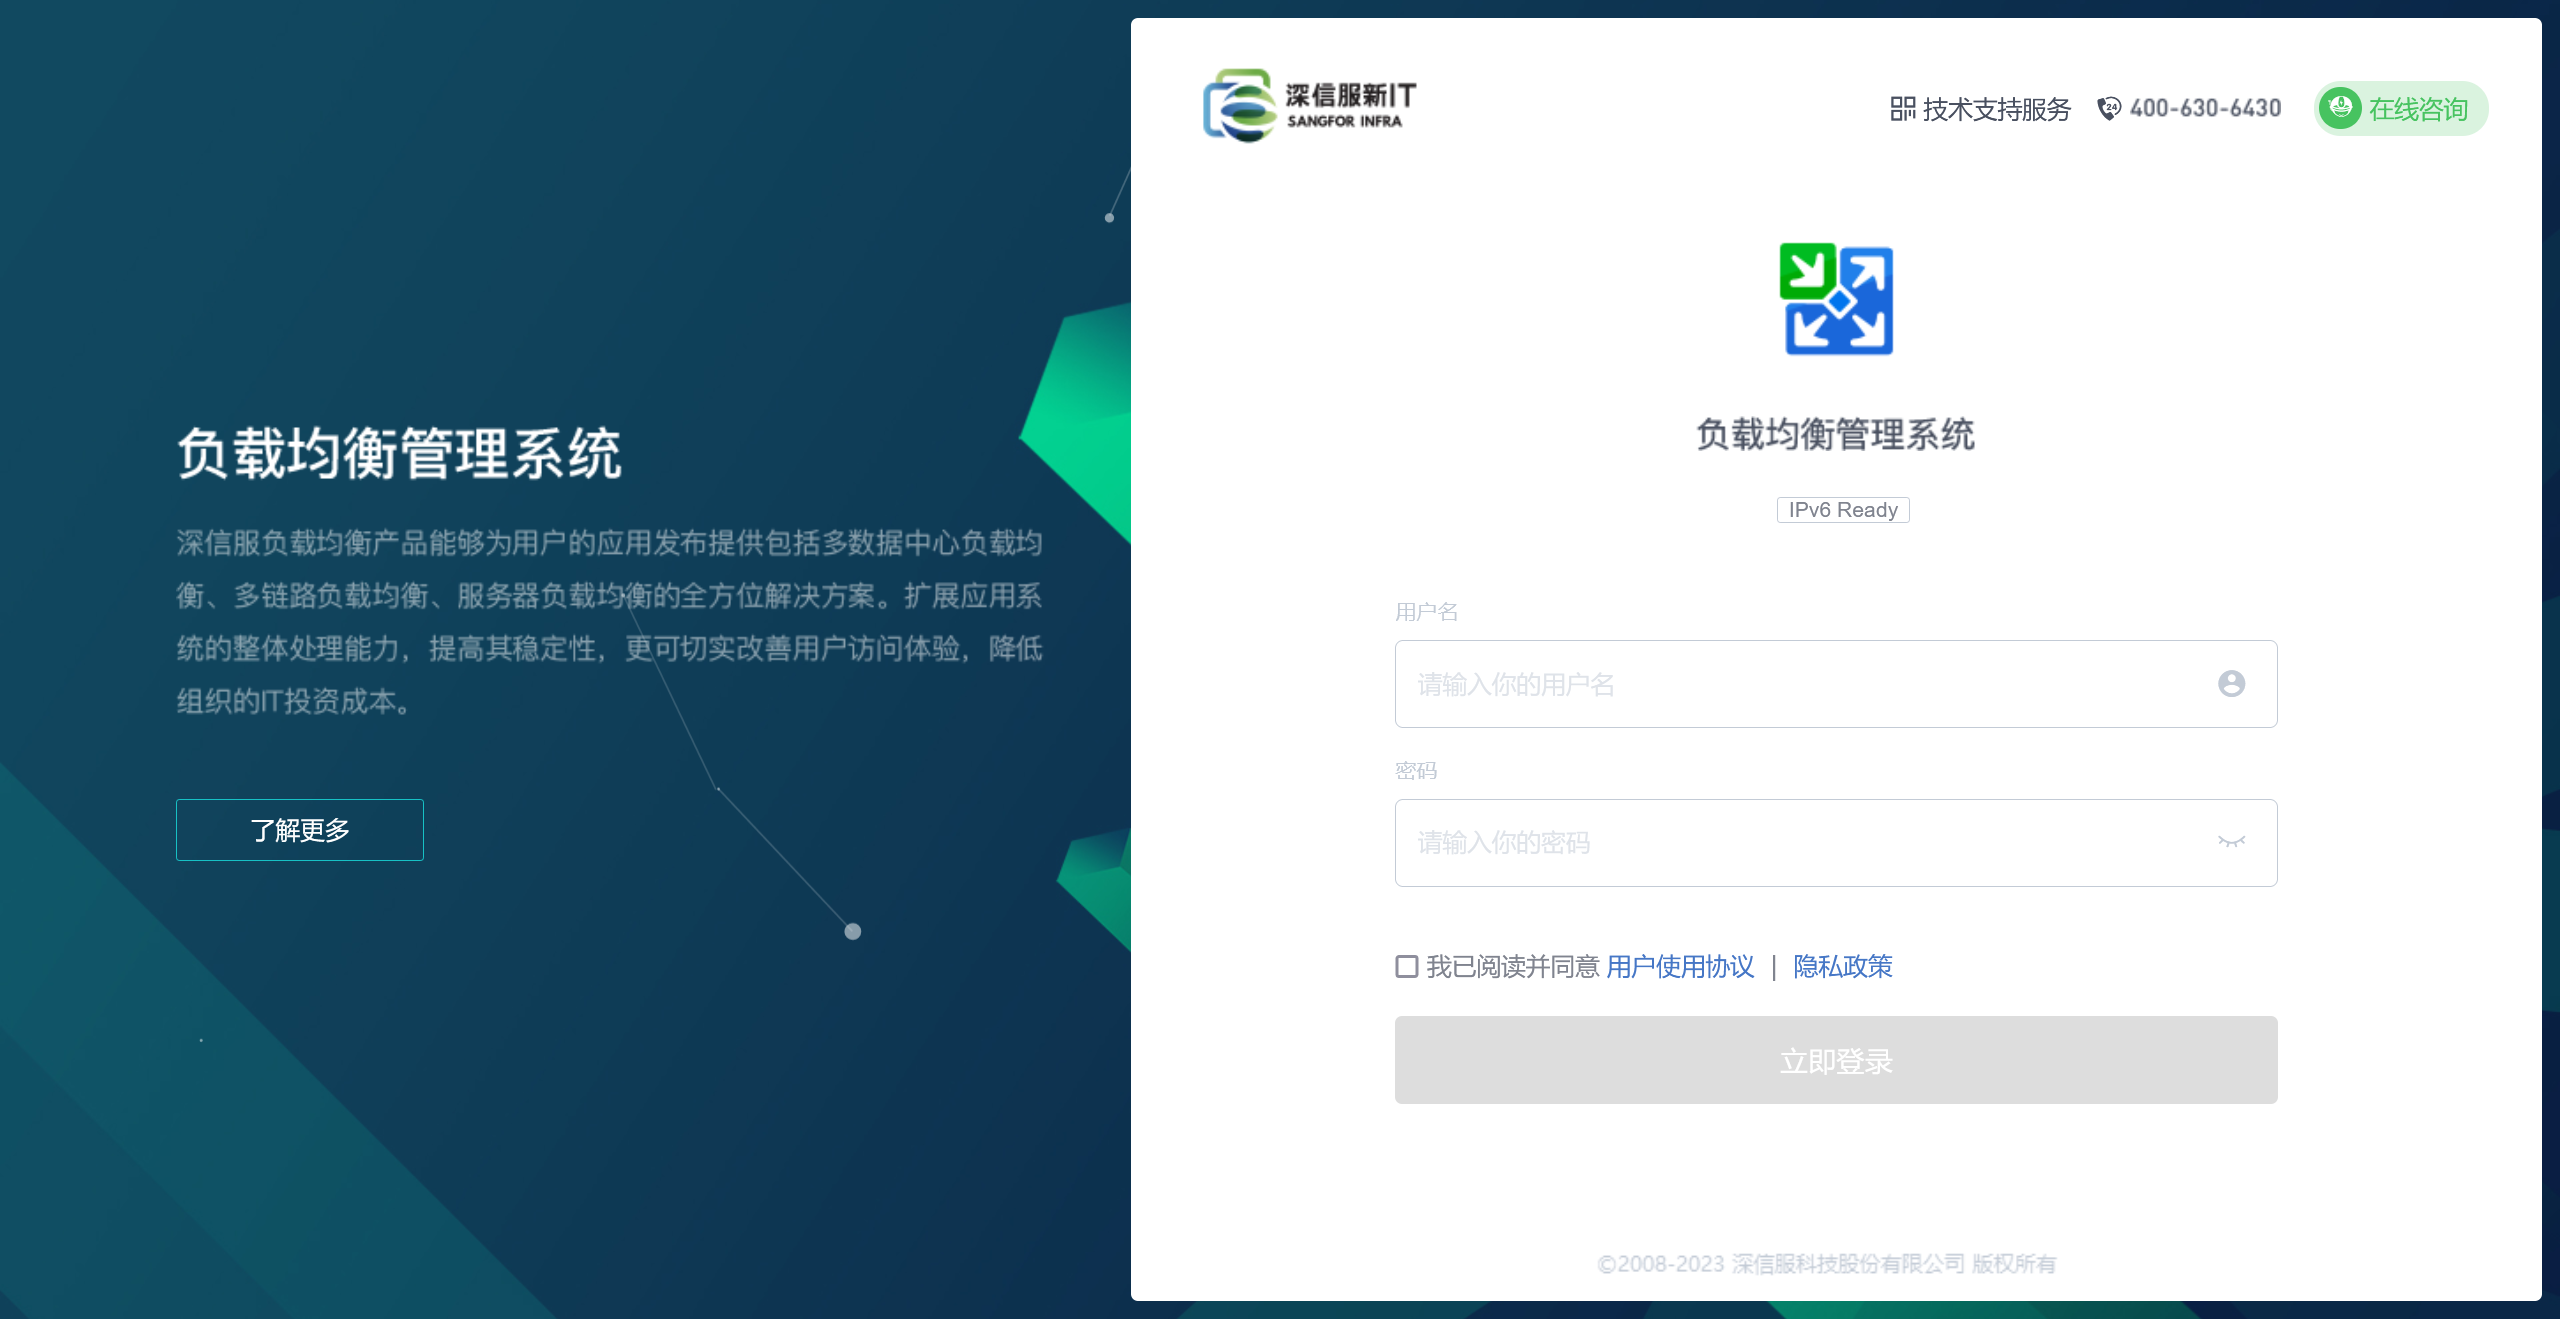 负载均衡管理系统
深信服负载均衡产品能够为用户的应用发布提供包括多数据中心负载均
衡、多链路负载均衡、服务器负载均衡的全方位解决方案。扩展应用系
统的整体处理能力，提高其稳定性，更可切实改善用户访问体验，降低
组织的IT投资成本。
了解更多
深信服新IT
SANGFOR INFRA
技术支持服务
24
400-630-6430
在线咨询
负载均衡管理系统
IPv6 Ready
用户名
请输入你的用户名
密码
请输入你的密码
我已阅读并同意 用户使用协议 | 隐私政策
立即登录
©2008-2023 深信服科技股份有限公司 版权所有